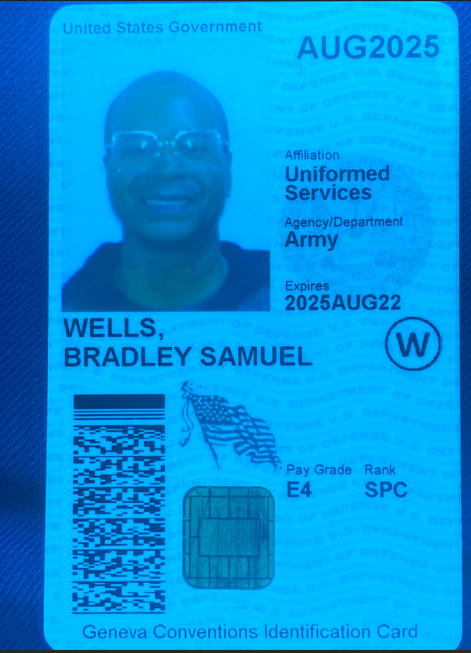 United States Government
AUG2025
Affiliation
Uniformed
Services
Agency/Department
Army
Expires
2025AUG22
WELLS,
BRADLEY SAMUEL
W
Pay Grade Rank
E4 SPC
Geneva Conventions Identification Card